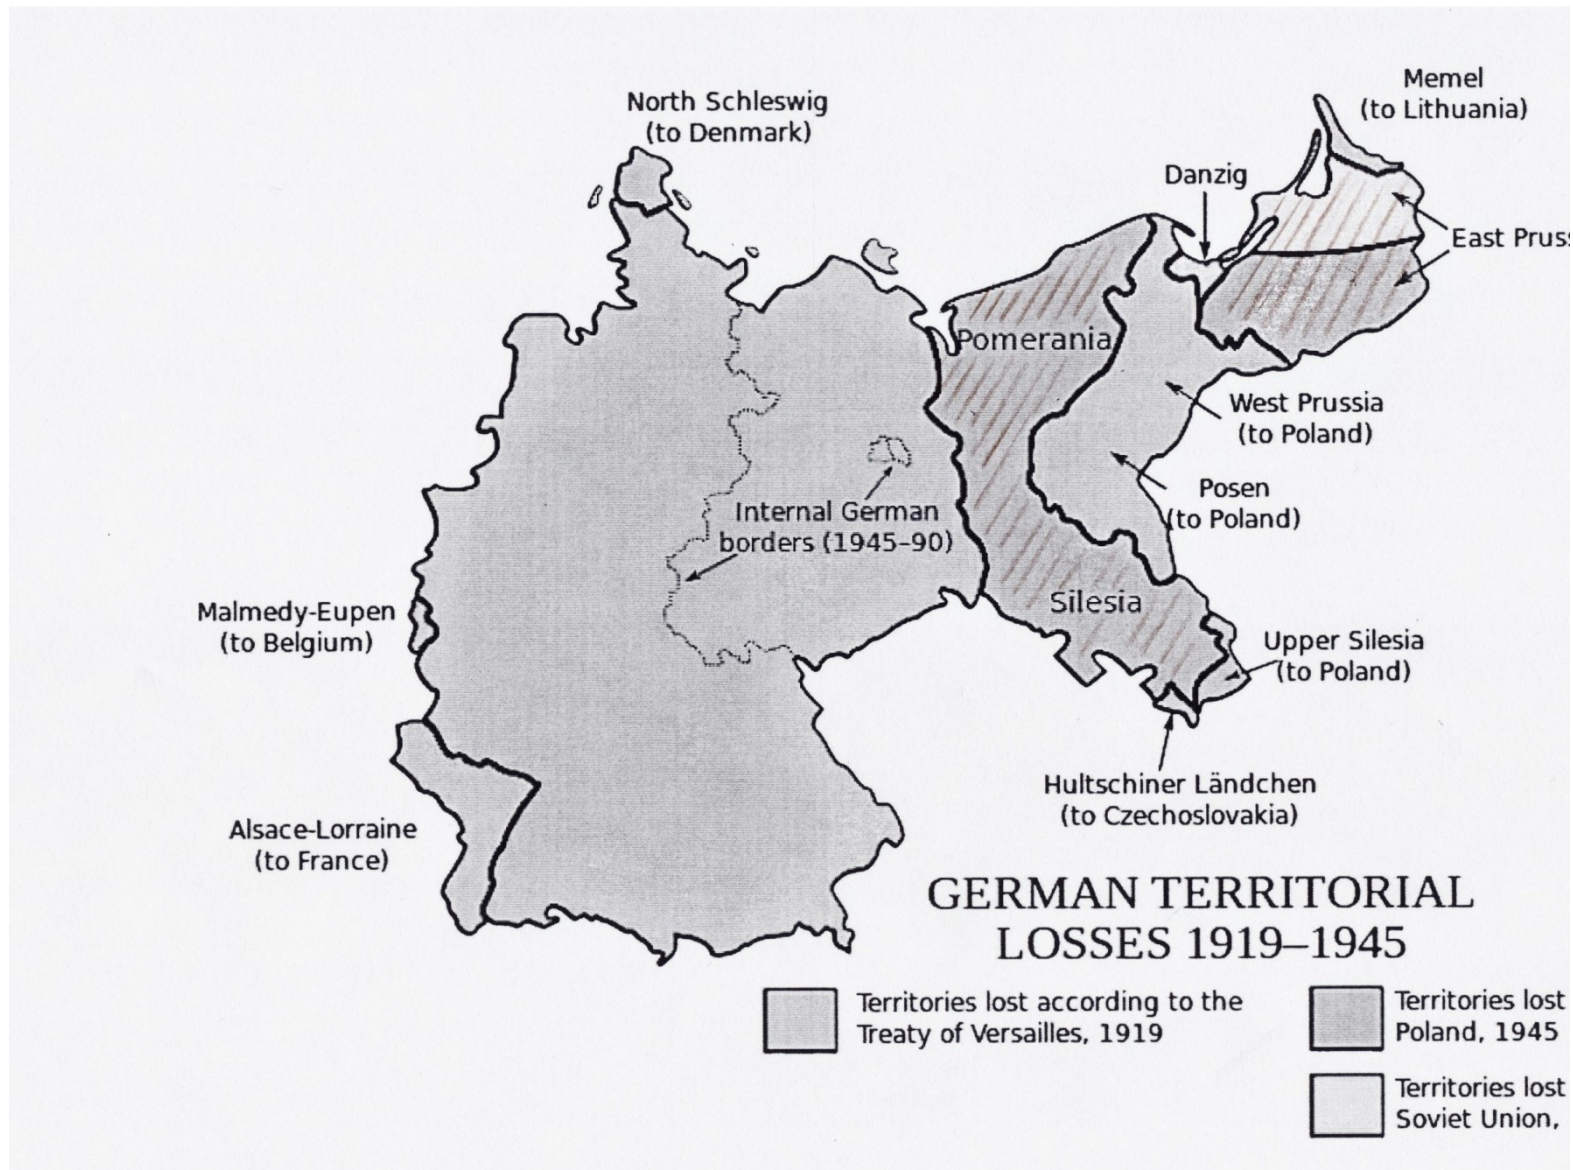 North Schleswig
(to Denmark)
Memel
(to Lithuania)
Danzig
East Pruss
Pomerania
West Prussia
(to Poland)
Posen
(to Poland)
Internal German
borders (1945–90)
Silesia
Malmedy-Eupen
(to Belgium)
Upper Silesia
(to Poland)
Hultschiner Ländchen
(to Czechoslovakia)
Alsace-Lorraine
(to France)
GERMAN TERRITORIAL
LOSSES 1919–1945
Territories lost according to the
Treaty of Versailles, 1919
Territories lost
Poland, 1945
Territories lost
Soviet Union,